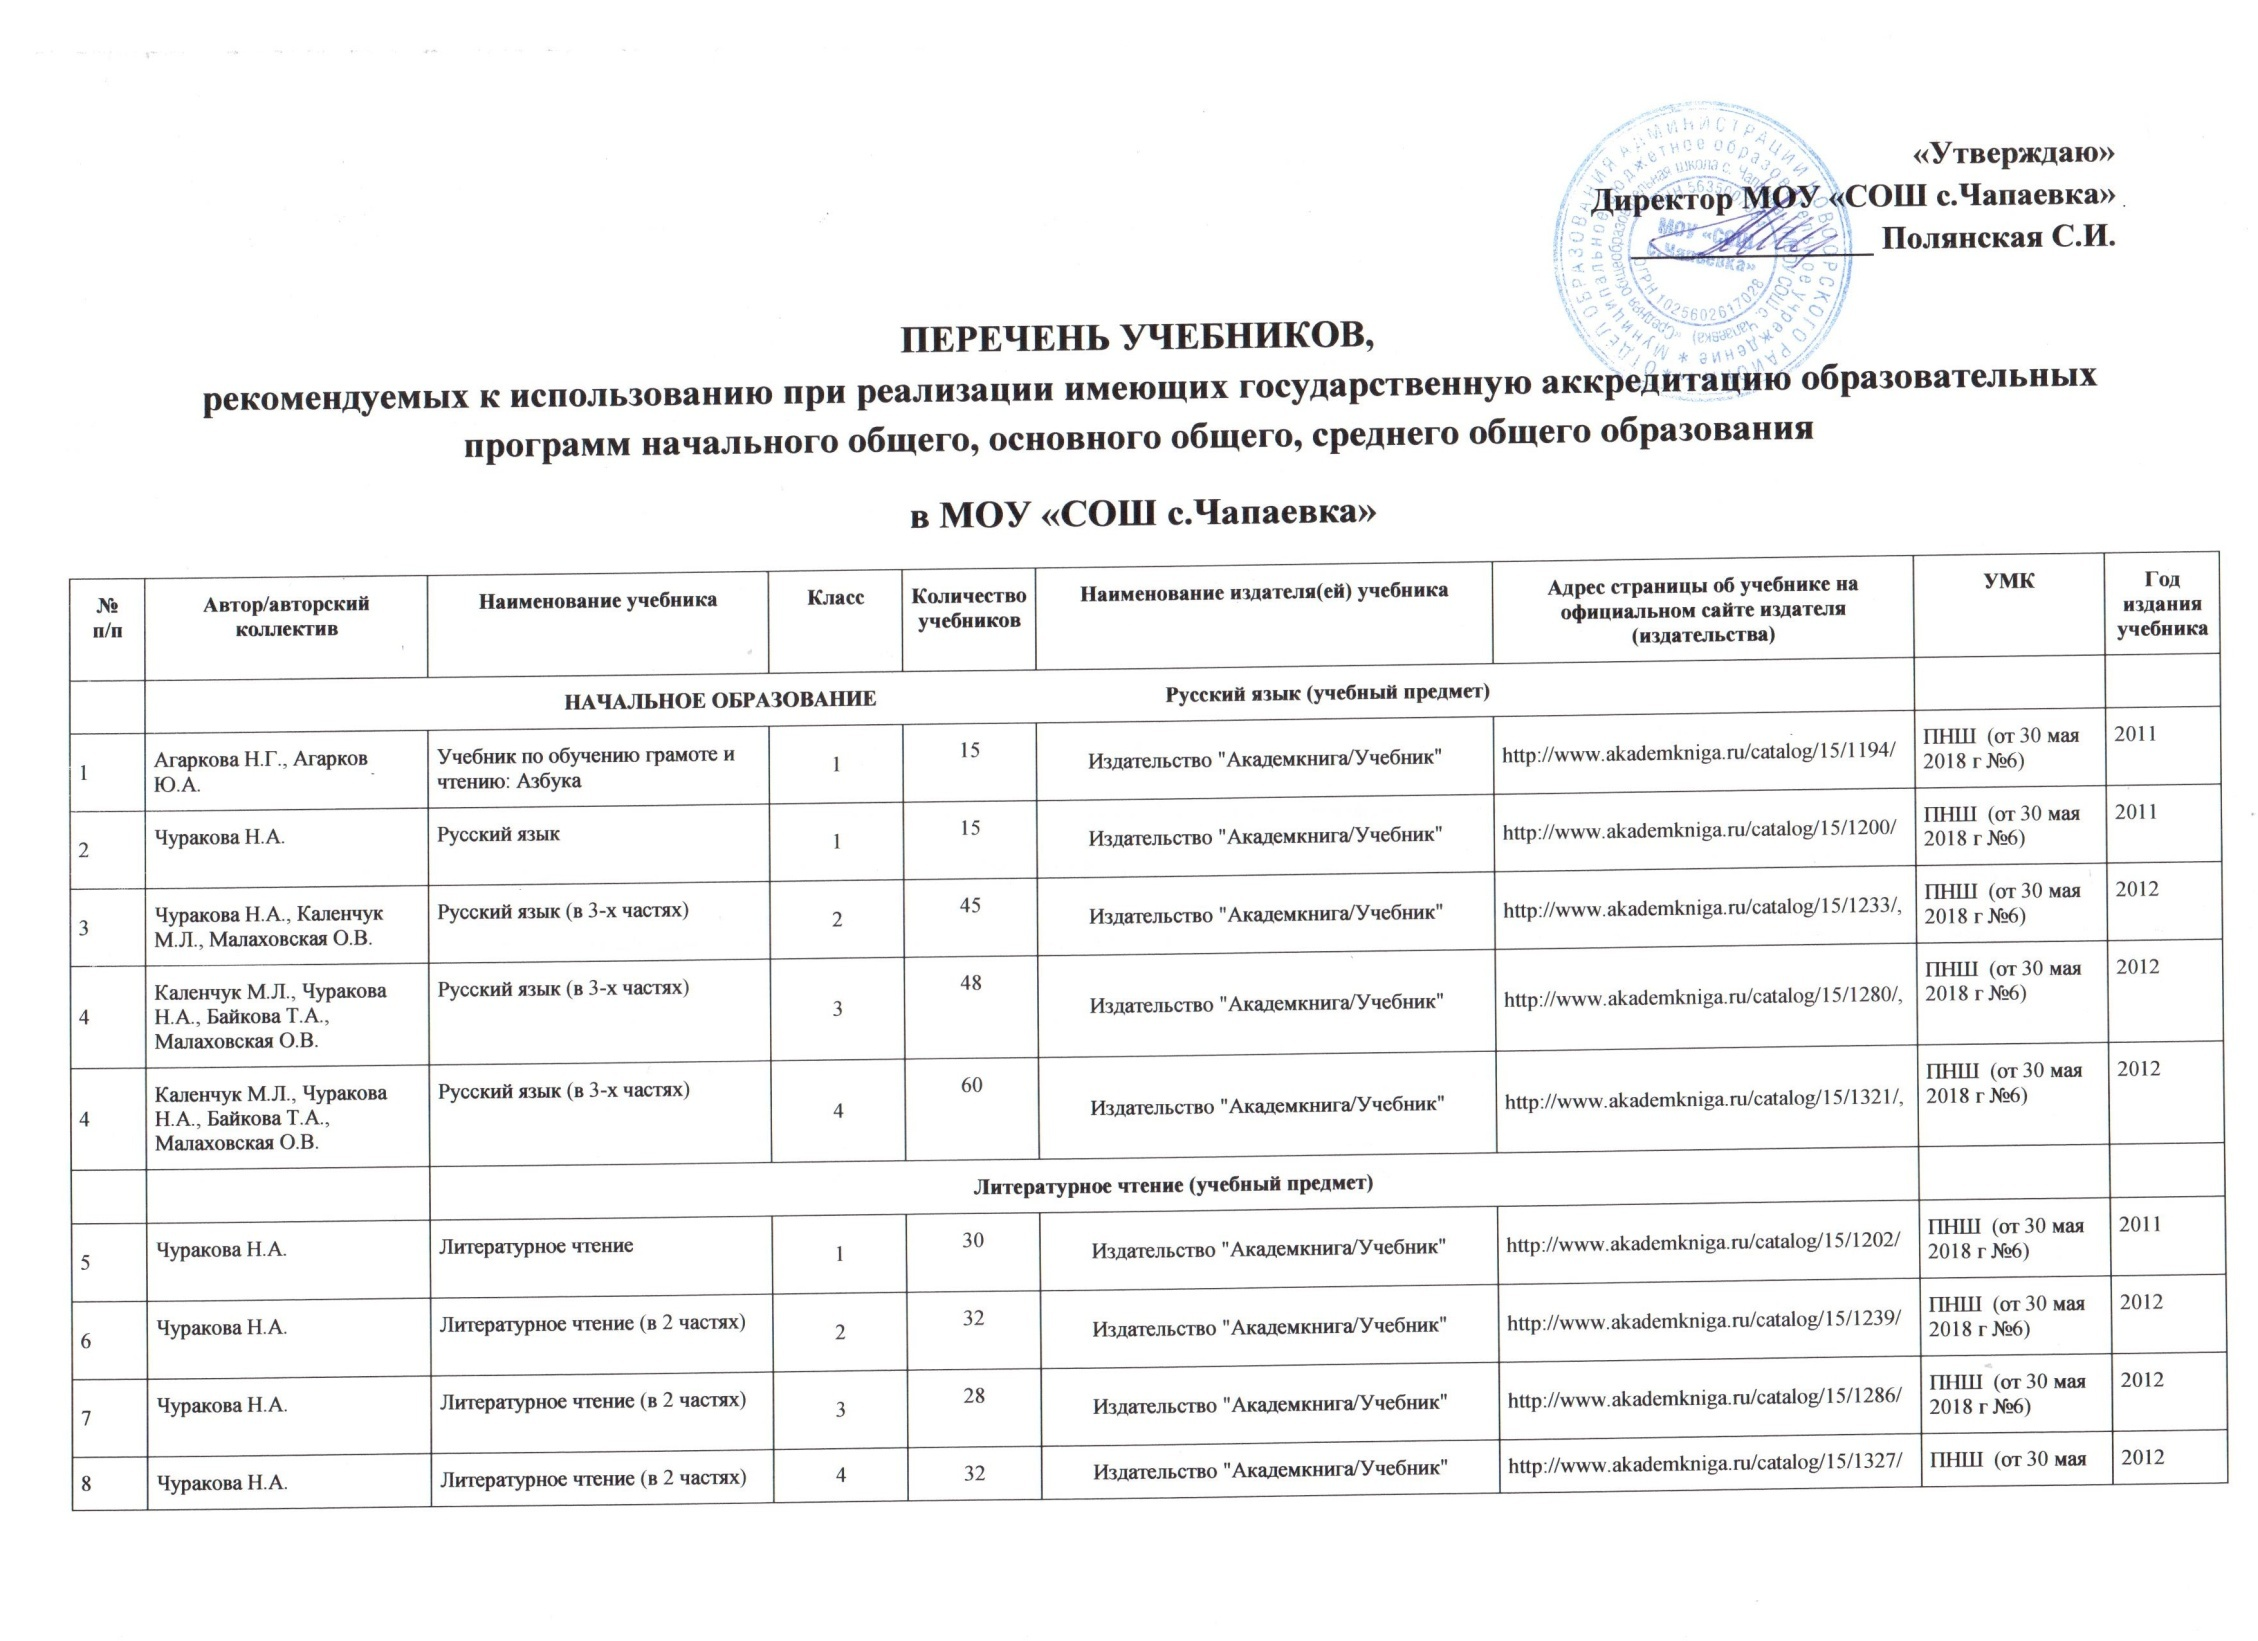 «Утверждаю»
Директор МОУ «СОШ с.Чапаевка»
Полянская С.И.
ОТДЕЛ ОБРАЗОВАНИЯ АДМИНИСТРАЦИИ НОВООРСКОГО РАЙОНА
МОУ «СОШ
с.Чапаевка»
ОГРН 1025602617028
ПЕРЕЧЕНЬ УЧЕБНИКОВ,
рекомендуемых к использованию при реализации имеющих государственную аккредитацию образовательных
программ начального общего, основного общего, среднего общего образования
в МОУ «СОШ с.Чапаевка»
№ п/п Автор/авторский коллектив Наименование учебника Класс Количество учебников Наименование издателя(ей) учебника Адрес страницы об учебнике на официальном сайте издателя (издательства) УМК Год издания учебника
НАЧАЛЬНОЕ ОБРАЗОВАНИЕ Русский язык (учебный предмет)
1 Агаркова Н.Г., Агарков Ю.А. Учебник по обучению грамоте и чтению: Азбука 1 15 Издательство "Академкнига/Учебник" http://www.akademkniga.ru/catalog/15/1194/ ПНШ (от 30 мая 2018 г №6) 2011
2 Чуракова Н.А. Русский язык 1 15 Издательство "Академкнига/Учебник" http://www.akademkniga.ru/catalog/15/1200/ ПНШ (от 30 мая 2018 г №6) 2011
3 Чуракова Н.А., Каленчук М.Л., Малаховская О.В. Русский язык (в 3-х частях) 2 45 Издательство "Академкнига/Учебник" http://www.akademkniga.ru/catalog/15/1233/, ПНШ (от 30 мая 2018 г №6) 2012
4 Каленчук М.Л., Чуракова Н.А., Байкова Т.А., Малаховская О.В. Русский язык (в 3-х частях) 3 48 Издательство "Академкнига/Учебник" http://www.akademkniga.ru/catalog/15/1280/, ПНШ (от 30 мая 2018 г №6) 2012
4 Каленчук М.Л., Чуракова Н.А., Байкова Т.А., Малаховская О.В. Русский язык (в 3-х частях) 4 60 Издательство "Академкнига/Учебник" http://www.akademkniga.ru/catalog/15/1321/, ПНШ (от 30 мая 2018 г №6) 2012
Литературное чтение (учебный предмет)
5 Чуракова Н.А. Литературное чтение 1 30 Издательство "Академкнига/Учебник" http://www.akademkniga.ru/catalog/15/1202/ ПНШ (от 30 мая 2018 г №6) 2011
6 Чуракова Н.А. Литературное чтение (в 2 частях) 2 32 Издательство "Академкнига/Учебник" http://www.akademkniga.ru/catalog/15/1239/ ПНШ (от 30 мая 2018 г №6) 2012
7 Чуракова Н.А. Литературное чтение (в 2 частях) 3 28 Издательство "Академкнига/Учебник" http://www.akademkniga.ru/catalog/15/1286/ ПНШ (от 30 мая 2018 г №6) 2012
8 Чуракова Н.А. Литературное чтение (в 2 частях) 4 32 Издательство "Академкнига/Учебник" http://www.akademkniga.ru/catalog/15/1327/ ПНШ (от 30 мая 2012